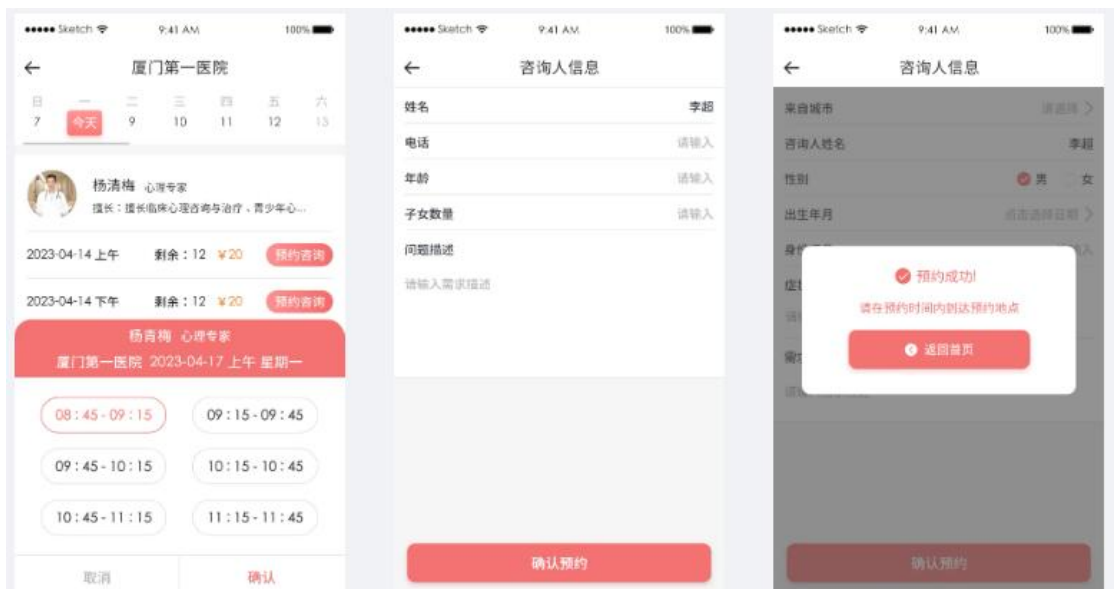 Sketch 9:41 AM 100%
厦门第一医院
日 一 二 三 四 五 六
7 今天 9 10 11 12 13
杨清梅 心理专家
擅长：擅长临床心理咨询与治疗、青少年心...
2023-04-14 上午 剩余：12 ￥20 预约咨询
2023-04-14 下午 剩余：12 ￥20 预约咨询
杨青梅 心理专家
厦门第一医院 2023-04-17 上午 星期一
08：45 - 09：15 09：15 - 09：45
09：45 - 10：15 10：15 - 10：45
10：45 - 11：15 11：15 - 11：45
取消 确认
Sketch 9:41 AM 100%
咨询人信息
姓名 李超
电话 请输入
年龄 请输入
子女数量 请输入
问题描述
请输入需求描述
确认预约
Sketch 9:41 AM 100%
咨询人信息
来自城市 请选择
咨询人姓名 李超
性别 男 女
出生年月 点击选择日期
预约成功!
请在预约时间内到达预约地点
返回首页
确认预约